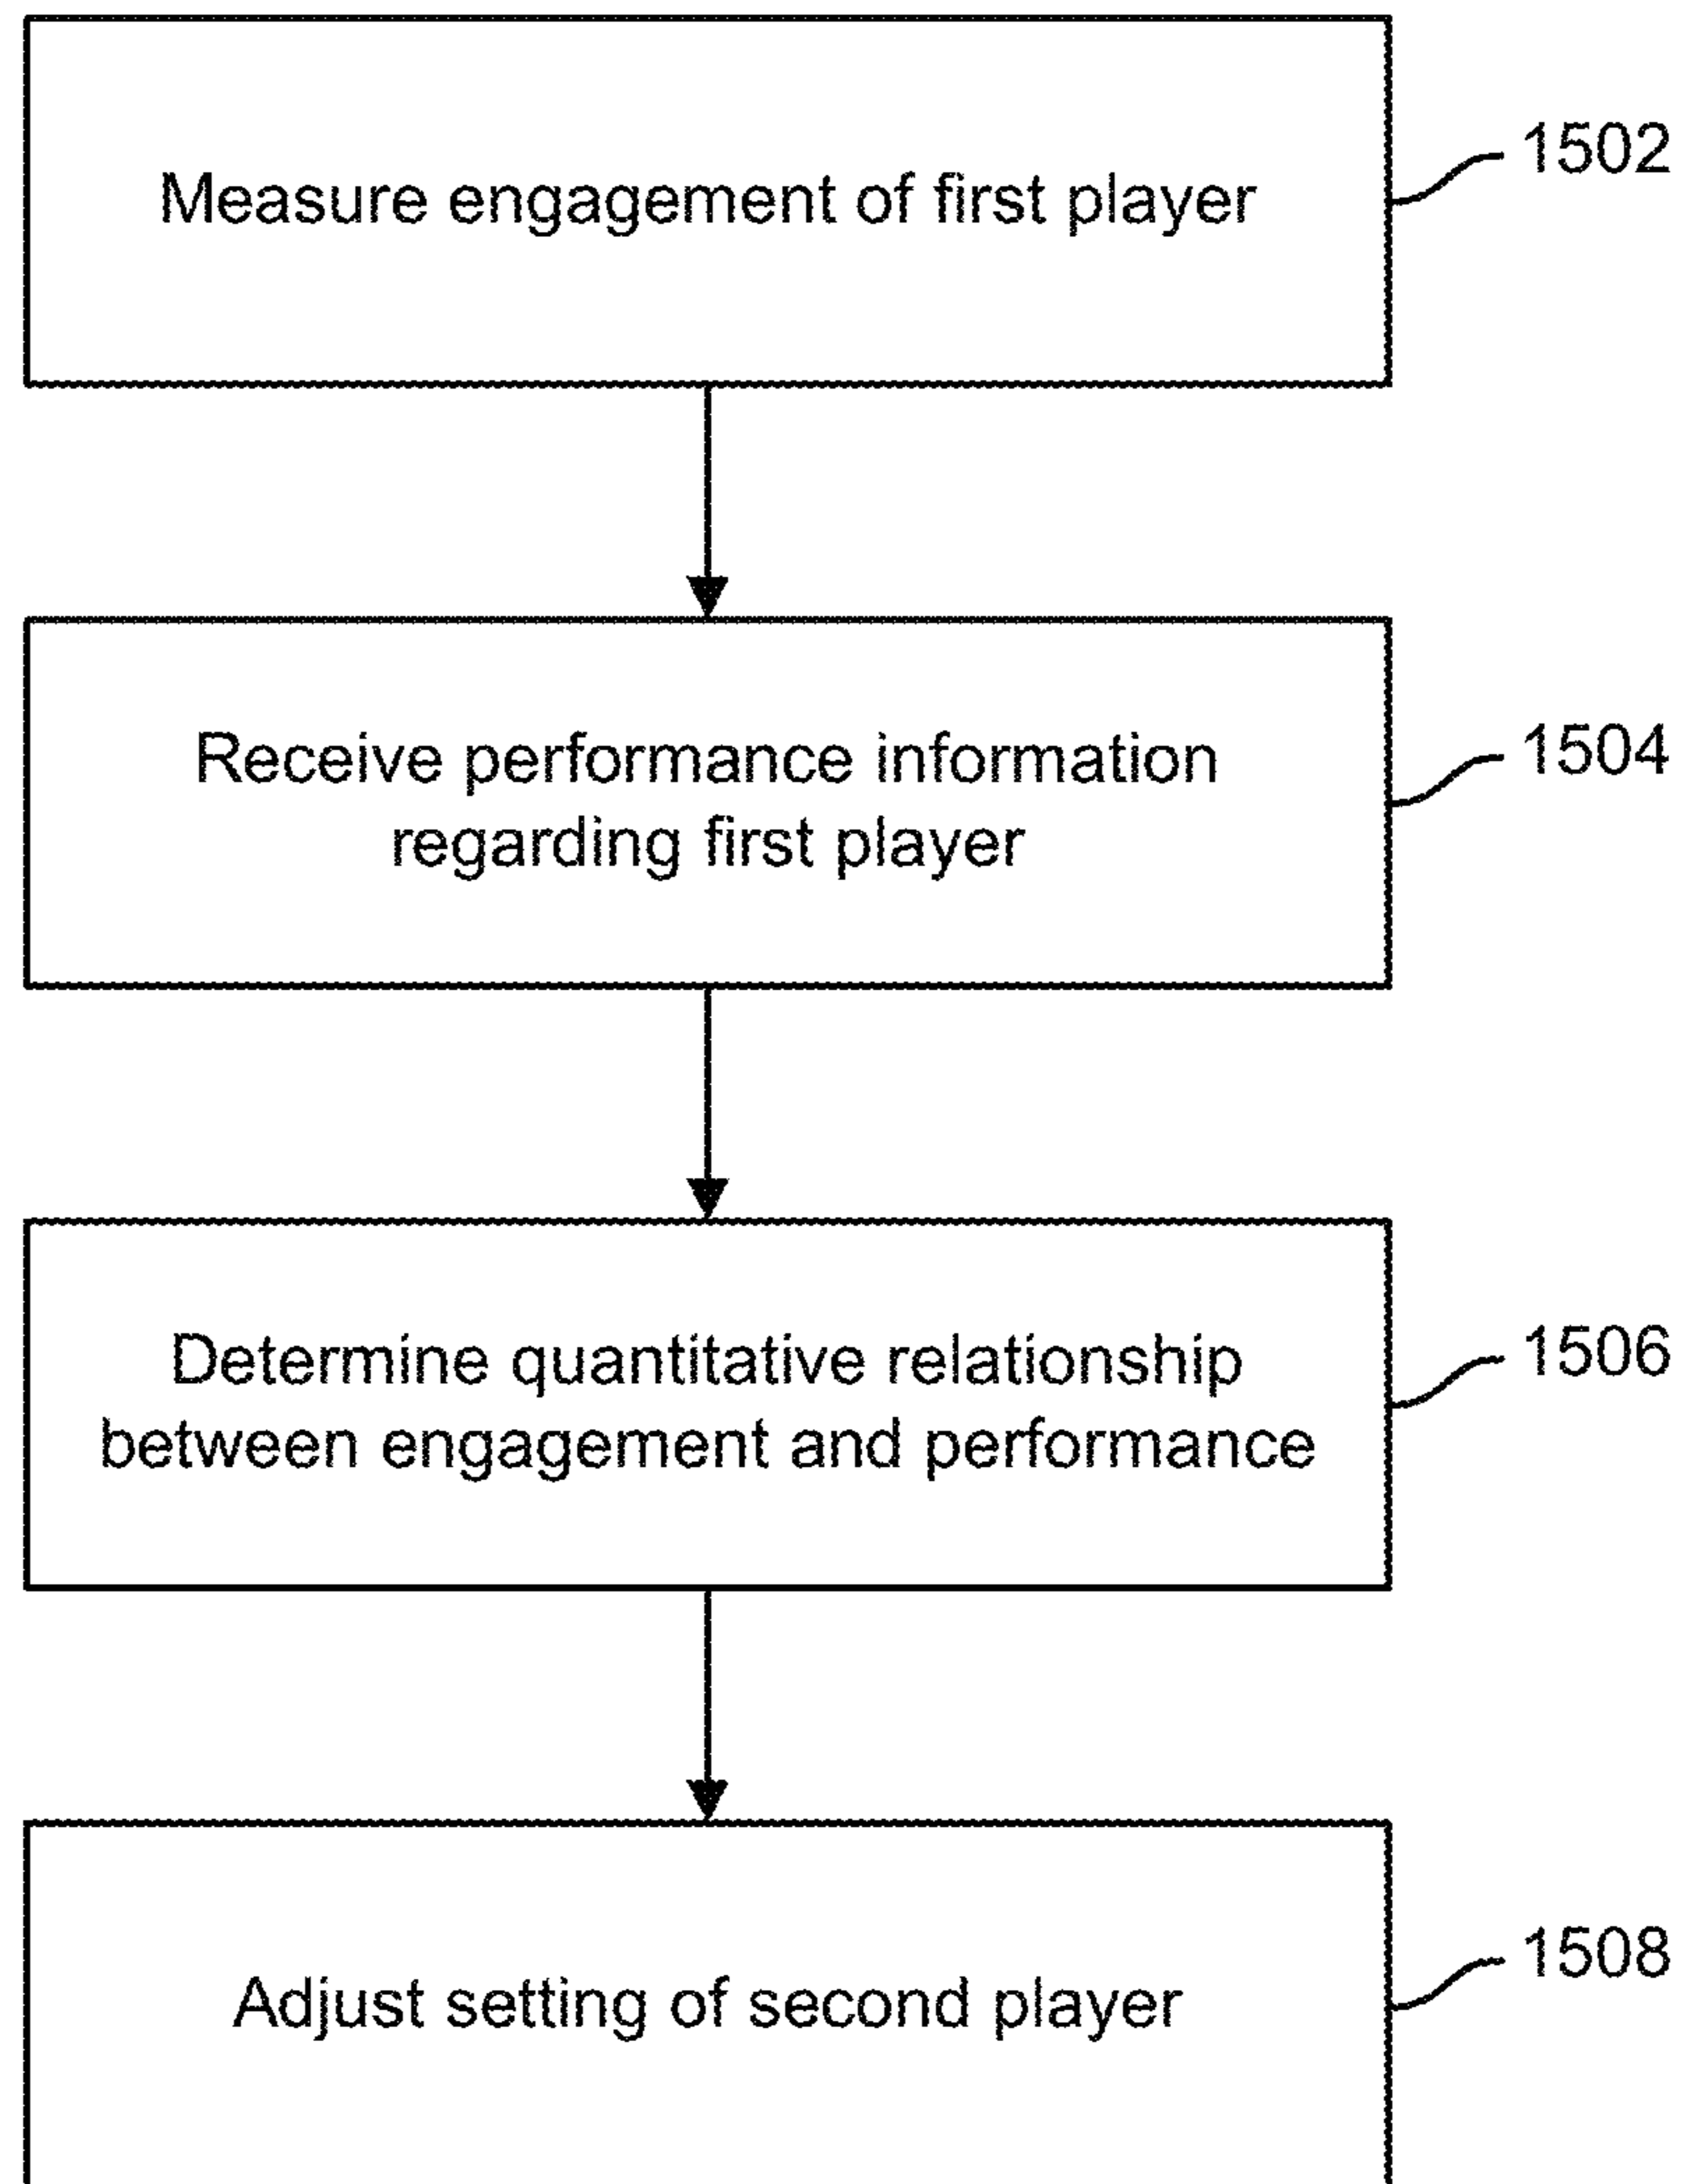 Measure engagement of first player
1502
Receive performance information
regarding first player
1504
Determine quantitative relationship
between engagement and performance
1506
Adjust setting of second player
1508